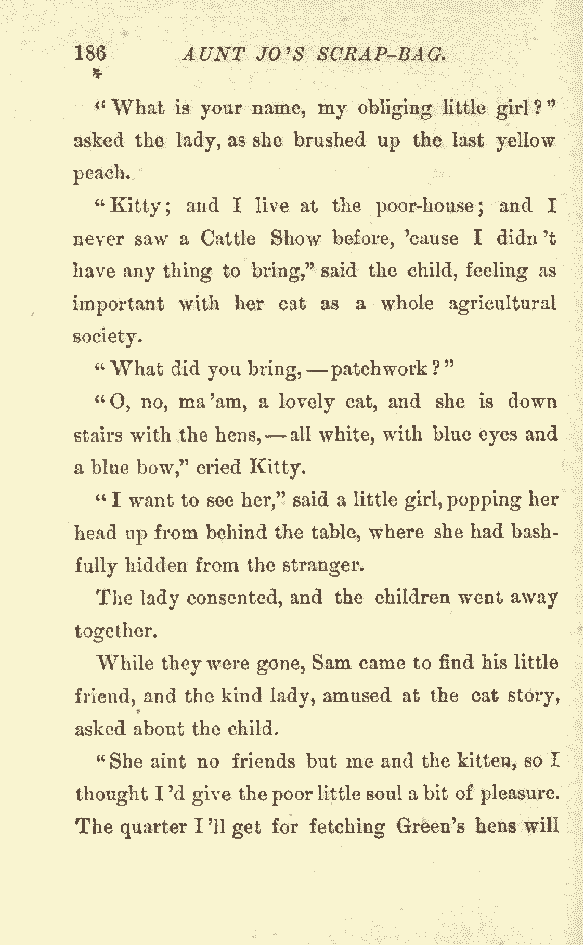 186 AUNT JO'S SCRAP-BAG.
"What is your name, my obliging little girl?"
asked the lady, as she brushed up the last yellow
peach.
"Kitty; and I live at the poor-house; and I
never saw a Cattle Show before, 'cause I didn't
have any thing to bring," said the child, feeling as
important with her cat as a whole agricultural
society.
"What did you bring,—patchwork?"
"O, no, ma'am, a lovely cat, and she is down
stairs with the hens,—all white, with blue eyes and
a blue bow," cried Kitty.
"I want to see her," said a little girl, popping her
head up from behind the table, where she had bash-
fully hidden from the stranger.
The lady consented, and the children went away
together.
While they were gone, Sam came to find his little
friend, and the kind lady, amused at the cat story,
asked about the child.
"She aint no friends but me and the kitten, so I
thought I'd give the poor little soul a bit of pleasure.
The quarter I'll get for fetching Green's hens will